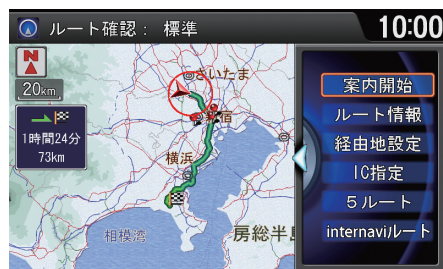 ルート確認： 標準
10:00
N
20km
1時間24分
73km
さいたま
宿
横浜
相模湾
房総半島
案内開始
ルート情報
経由地設定
IC指定
5ルート
internaviルート